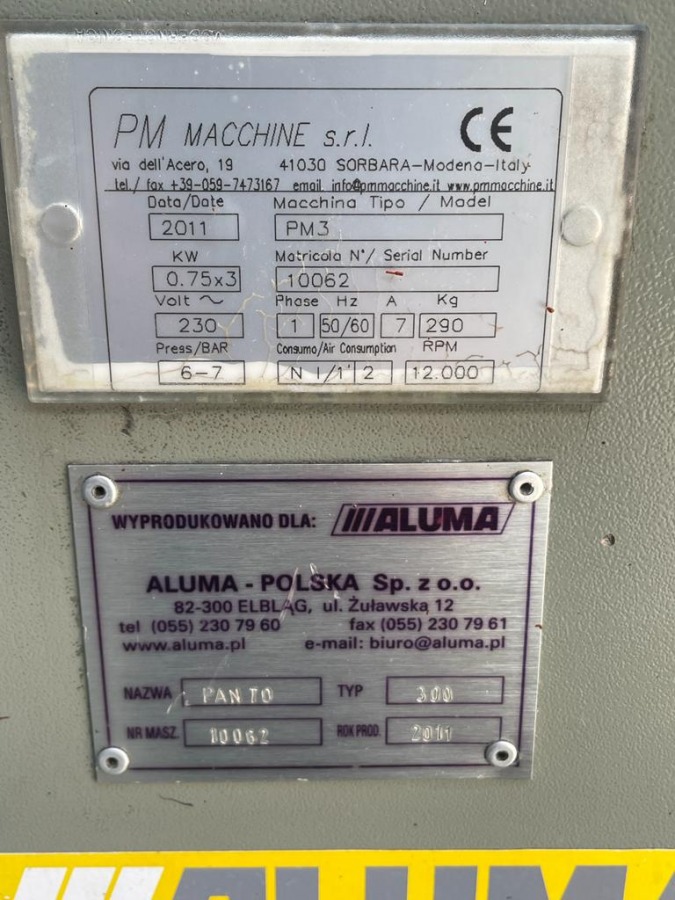 PM MACCHINE s.r.l. CE
via dell'Acero, 19 41030 SORBARA-Modena-Italy
tel./ fax +39-059-7473167 email info@pmmacchine.it www.pmmacchine.it
Data/Date Macchina Tipo / Madel
2011 PM3
KW Matricola N°/ Serial Number
0.75x3 10062
Volt ~ Phase Hz A Kg
230 1 50/60 7 290
Press/BAR Consumo/Air Consumption RPM
6-7 N l/1' 2 12.000
WYPRODUKOWANO DLA: ALUMA
ALUMA - POLSKA Sp. z o.o.
82-300 ELBLĄG, ul. Żuławska 12
tel (055) 230 79 60 fax (055) 230 79 61
www.aluma.pl e-mail: biuro@aluma.pl
NAZWA PANTO TYP 300
NR MASZ. 10062 ROK PROD. 2011
ALUMA